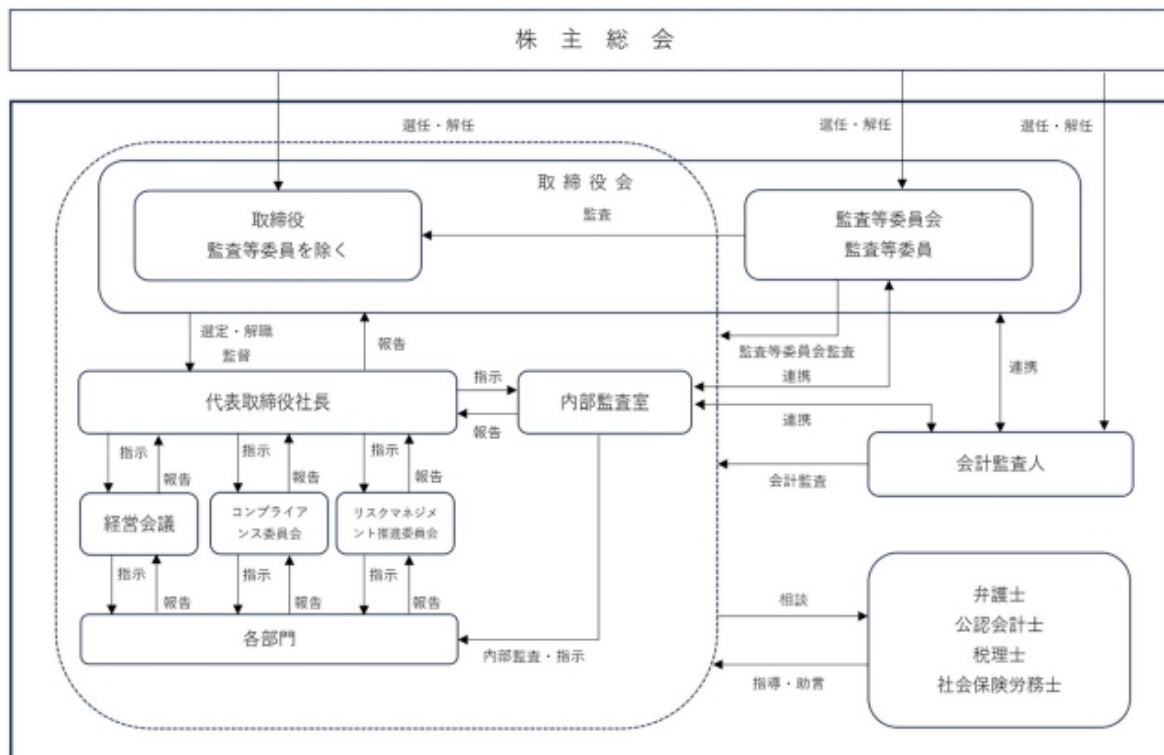 株 主 総 会
選任・解任
選任・解任
選任・解任
取 締 役 会
取締役
監査等委員を除く
監査
監査等委員会
監査等委員
選定・解職
監督
報告
監査等委員会監査
連携
連携
代表取締役社長
指示
報告
内部監査室
連携
会計監査人
会計監査
指示
報告
指示
報告
指示
報告
経営会議
コンプライア
ンス委員会
リスクマネジメ
ント推進委員会
指示
報告
指示
報告
指示
報告
各部門
内部監査・指示
相談
指導・助言
弁護士
公認会計士
税理士
社会保険労務士